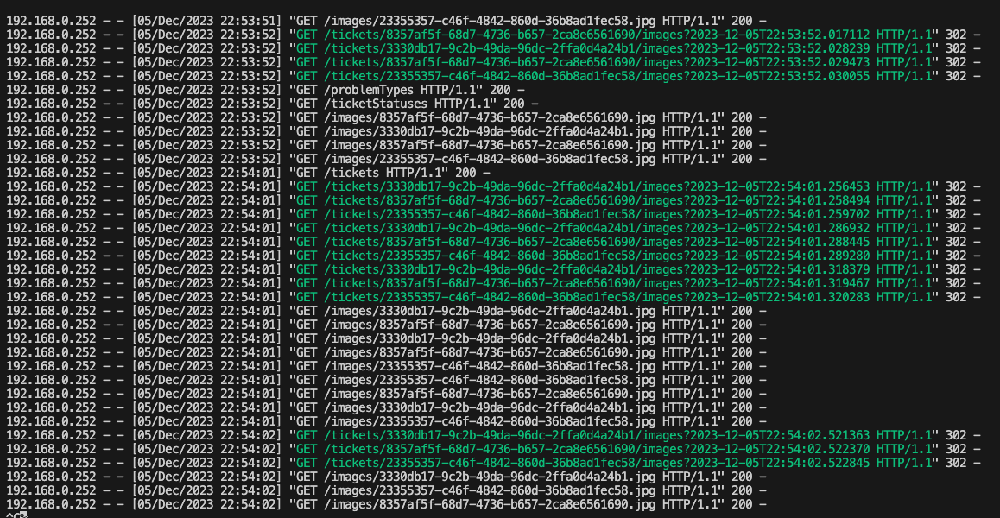 192.168.0.252 - - [05/Dec/2023 22:53:51] "GET /images/23355357-c46f-4842-860d-36b8ad1fec58.jpg HTTP/1.1" 200 -
192.168.0.252 - - [05/Dec/2023 22:53:52] "GET /tickets/8357af5f-68d7-4736-b657-2ca8e6561690/images?2023-12-05T22:53:52.017112 HTTP/1.1" 302 -
192.168.0.252 - - [05/Dec/2023 22:53:52] "GET /tickets/3330db17-9c2b-49da-96dc-2ffa0d4a24b1/images?2023-12-05T22:53:52.028239 HTTP/1.1" 302 -
192.168.0.252 - - [05/Dec/2023 22:53:52] "GET /tickets/8357af5f-68d7-4736-b657-2ca8e6561690/images?2023-12-05T22:53:52.029473 HTTP/1.1" 302 -
192.168.0.252 - - [05/Dec/2023 22:53:52] "GET /tickets/23355357-c46f-4842-860d-36b8ad1fec58/images?2023-12-05T22:53:52.030055 HTTP/1.1" 302 -
192.168.0.252 - - [05/Dec/2023 22:53:52] "GET /problemTypes HTTP/1.1" 200 -
192.168.0.252 - - [05/Dec/2023 22:53:52] "GET /ticketStatuses HTTP/1.1" 200 -
192.168.0.252 - - [05/Dec/2023 22:53:52] "GET /images/8357af5f-68d7-4736-b657-2ca8e6561690.jpg HTTP/1.1" 200 -
192.168.0.252 - - [05/Dec/2023 22:53:52] "GET /images/3330db17-9c2b-49da-96dc-2ffa0d4a24b1.jpg HTTP/1.1" 200 -
192.168.0.252 - - [05/Dec/2023 22:53:52] "GET /images/8357af5f-68d7-4736-b657-2ca8e6561690.jpg HTTP/1.1" 200 -
192.168.0.252 - - [05/Dec/2023 22:53:52] "GET /images/23355357-c46f-4842-860d-36b8ad1fec58.jpg HTTP/1.1" 200 -
192.168.0.252 - - [05/Dec/2023 22:54:01] "GET /tickets HTTP/1.1" 200 -
192.168.0.252 - - [05/Dec/2023 22:54:01] "GET /tickets/3330db17-9c2b-49da-96dc-2ffa0d4a24b1/images?2023-12-05T22:54:01.256453 HTTP/1.1" 302 -
192.168.0.252 - - [05/Dec/2023 22:54:01] "GET /tickets/8357af5f-68d7-4736-b657-2ca8e6561690/images?2023-12-05T22:54:01.258494 HTTP/1.1" 302 -
192.168.0.252 - - [05/Dec/2023 22:54:01] "GET /tickets/23355357-c46f-4842-860d-36b8ad1fec58/images?2023-12-05T22:54:01.259702 HTTP/1.1" 302 -
192.168.0.252 - - [05/Dec/2023 22:54:01] "GET /tickets/3330db17-9c2b-49da-96dc-2ffa0d4a24b1/images?2023-12-05T22:54:01.286932 HTTP/1.1" 302 -
192.168.0.252 - - [05/Dec/2023 22:54:01] "GET /tickets/8357af5f-68d7-4736-b657-2ca8e6561690/images?2023-12-05T22:54:01.288445 HTTP/1.1" 302 -
192.168.0.252 - - [05/Dec/2023 22:54:01] "GET /tickets/23355357-c46f-4842-860d-36b8ad1fec58/images?2023-12-05T22:54:01.289280 HTTP/1.1" 302 -
192.168.0.252 - - [05/Dec/2023 22:54:01] "GET /tickets/3330db17-9c2b-49da-96dc-2ffa0d4a24b1/images?2023-12-05T22:54:01.318379 HTTP/1.1" 302 -
192.168.0.252 - - [05/Dec/2023 22:54:01] "GET /tickets/8357af5f-68d7-4736-b657-2ca8e6561690/images?2023-12-05T22:54:01.319467 HTTP/1.1" 302 -
192.168.0.252 - - [05/Dec/2023 22:54:01] "GET /tickets/23355357-c46f-4842-860d-36b8ad1fec58/images?2023-12-05T22:54:01.320283 HTTP/1.1" 302 -
192.168.0.252 - - [05/Dec/2023 22:54:01] "GET /images/3330db17-9c2b-49da-96dc-2ffa0d4a24b1.jpg HTTP/1.1" 200 -
192.168.0.252 - - [05/Dec/2023 22:54:01] "GET /images/8357af5f-68d7-4736-b657-2ca8e6561690.jpg HTTP/1.1" 200 -
192.168.0.252 - - [05/Dec/2023 22:54:01] "GET /images/3330db17-9c2b-49da-96dc-2ffa0d4a24b1.jpg HTTP/1.1" 200 -
192.168.0.252 - - [05/Dec/2023 22:54:01] "GET /images/8357af5f-68d7-4736-b657-2ca8e6561690.jpg HTTP/1.1" 200 -
192.168.0.252 - - [05/Dec/2023 22:54:01] "GET /images/23355357-c46f-4842-860d-36b8ad1fec58.jpg HTTP/1.1" 200 -
192.168.0.252 - - [05/Dec/2023 22:54:01] "GET /images/23355357-c46f-4842-860d-36b8ad1fec58.jpg HTTP/1.1" 200 -
192.168.0.252 - - [05/Dec/2023 22:54:01] "GET /images/8357af5f-68d7-4736-b657-2ca8e6561690.jpg HTTP/1.1" 200 -
192.168.0.252 - - [05/Dec/2023 22:54:01] "GET /images/3330db17-9c2b-49da-96dc-2ffa0d4a24b1.jpg HTTP/1.1" 200 -
192.168.0.252 - - [05/Dec/2023 22:54:01] "GET /images/23355357-c46f-4842-860d-36b8ad1fec58.jpg HTTP/1.1" 200 -
192.168.0.252 - - [05/Dec/2023 22:54:02] "GET /tickets/3330db17-9c2b-49da-96dc-2ffa0d4a24b1/images?2023-12-05T22:54:02.521363 HTTP/1.1" 302 -
192.168.0.252 - - [05/Dec/2023 22:54:02] "GET /tickets/8357af5f-68d7-4736-b657-2ca8e6561690/images?2023-12-05T22:54:02.522370 HTTP/1.1" 302 -
192.168.0.252 - - [05/Dec/2023 22:54:02] "GET /tickets/23355357-c46f-4842-860d-36b8ad1fec58/images?2023-12-05T22:54:02.522845 HTTP/1.1" 302 -
192.168.0.252 - - [05/Dec/2023 22:54:02] "GET /images/3330db17-9c2b-49da-96dc-2ffa0d4a24b1.jpg HTTP/1.1" 200 -
192.168.0.252 - - [05/Dec/2023 22:54:02] "GET /images/23355357-c46f-4842-860d-36b8ad1fec58.jpg HTTP/1.1" 200 -
192.168.0.252 - - [05/Dec/2023 22:54:02] "GET /images/8357af5f-68d7-4736-b657-2ca8e6561690.jpg HTTP/1.1" 200 -